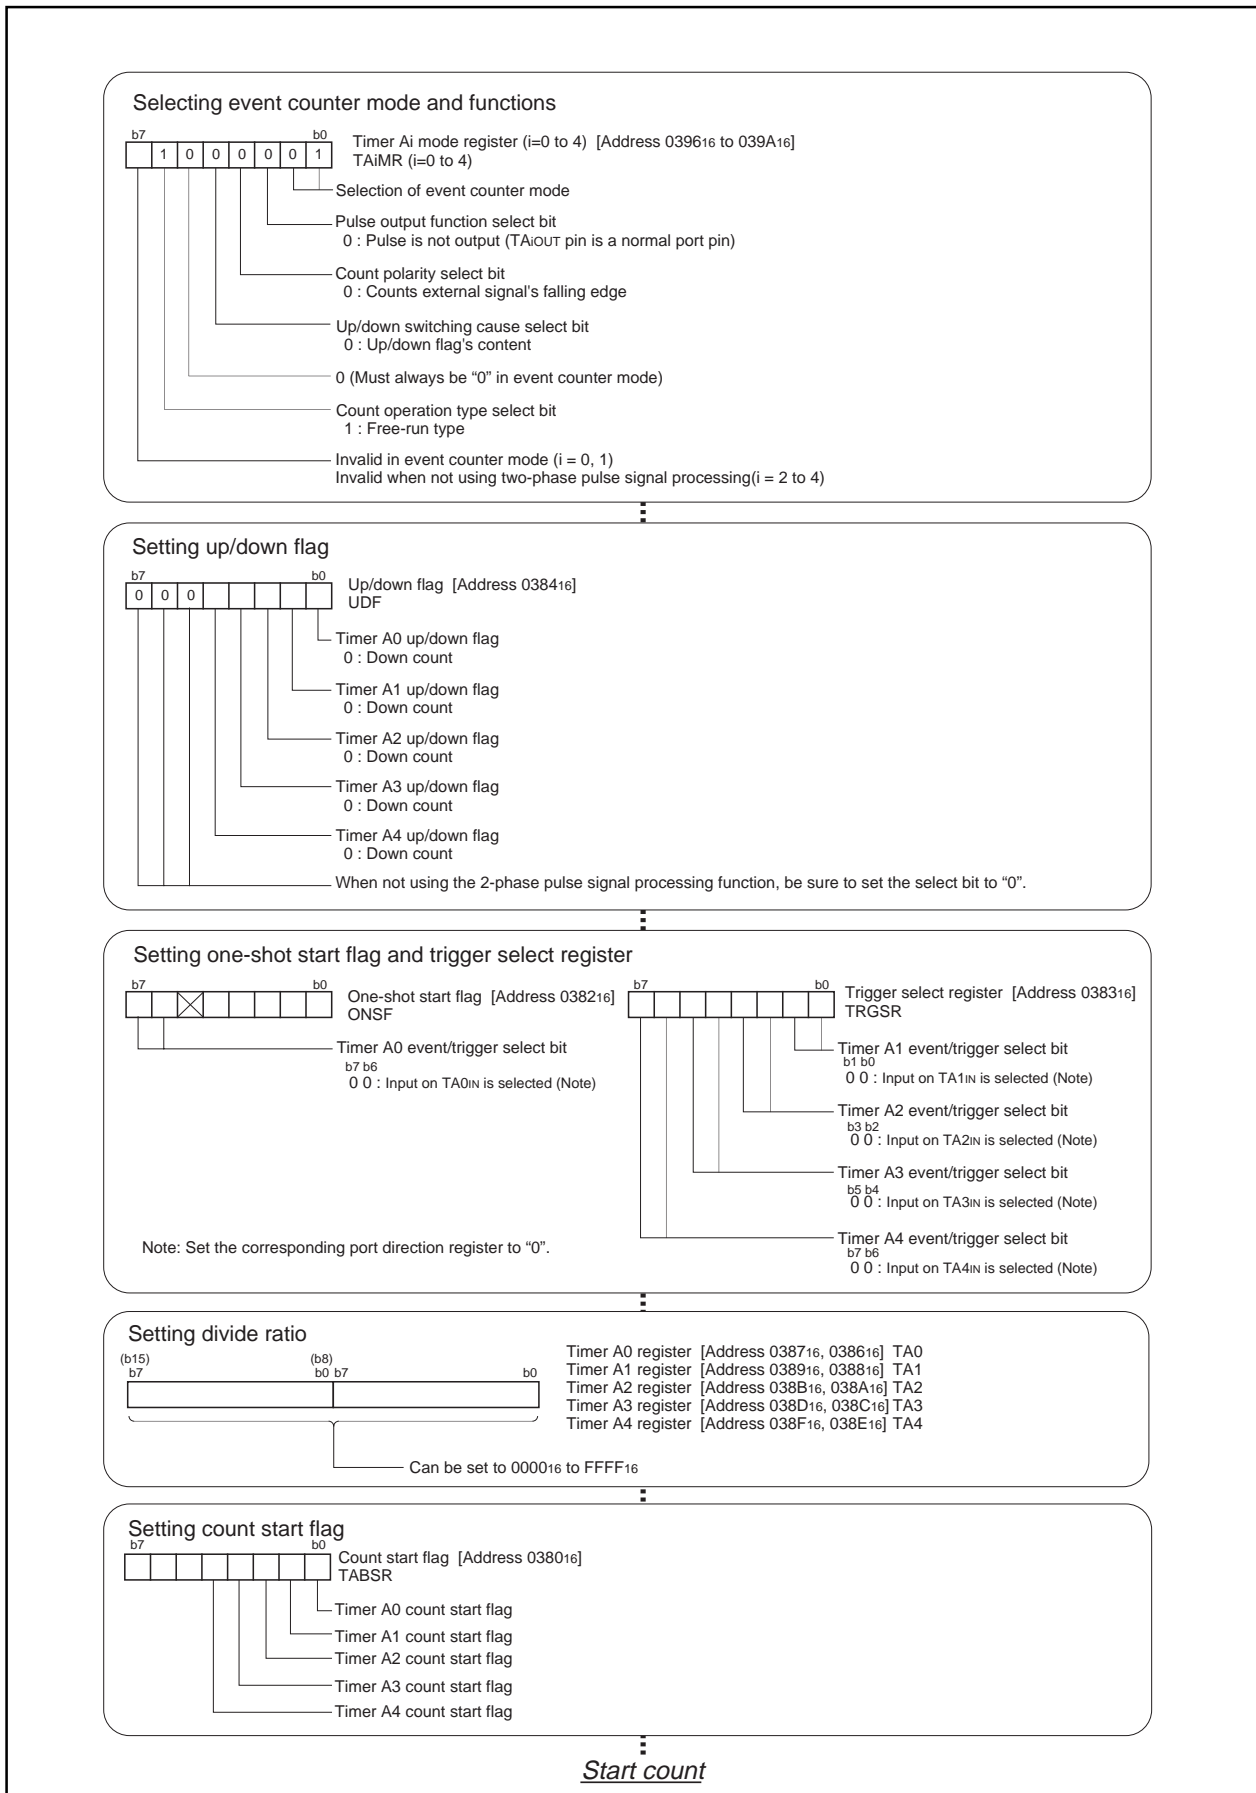 Selecting event counter mode and functions
b7 b0
1 0 0 0 0 0 1
Timer Ai mode register (i=0 to 4) [Address 039616 to 039A16]
TAiMR (i=0 to 4)
Selection of event counter mode
Pulse output function select bit
0 : Pulse is not output (TAiOUT pin is a normal port pin)
Count polarity select bit
0 : Counts external signal's falling edge
Up/down switching cause select bit
0 : Up/down flag's content
0 (Must always be “0” in event counter mode)
Count operation type select bit
1 : Free-run type
Invalid in event counter mode (i = 0, 1)
Invalid when not using two-phase pulse signal processing(i = 2 to 4)
Setting up/down flag
b7 b0
0 0 0
Up/down flag [Address 038416]
UDF
Timer A0 up/down flag
0 : Down count
Timer A1 up/down flag
0 : Down count
Timer A2 up/down flag
0 : Down count
Timer A3 up/down flag
0 : Down count
Timer A4 up/down flag
0 : Down count
When not using the 2-phase pulse signal processing function, be sure to set the select bit to “0”.
Setting one-shot start flag and trigger select register
b7 b0
One-shot start flag [Address 038216]
ONSF
Timer A0 event/trigger select bit
b7 b6
0 0 : Input on TA0IN is selected (Note)
b7 b0
Trigger select register [Address 038316]
TRGSR
Timer A1 event/trigger select bit
b1 b0
0 0 : Input on TA1IN is selected (Note)
Timer A2 event/trigger select bit
b3 b2
0 0 : Input on TA2IN is selected (Note)
Timer A3 event/trigger select bit
b5 b4
0 0 : Input on TA3IN is selected (Note)
Timer A4 event/trigger select bit
b7 b6
0 0 : Input on TA4IN is selected (Note)
Note: Set the corresponding port direction register to “0”.
Setting divide ratio
(b15) (b8)
b7 b0 b7 b0
Timer A0 register [Address 038716, 038616] TA0
Timer A1 register [Address 038916, 038816] TA1
Timer A2 register [Address 038B16, 038A16] TA2
Timer A3 register [Address 038D16, 038C16] TA3
Timer A4 register [Address 038F16, 038E16] TA4
Can be set to 000016 to FFFF16
Setting count start flag
b7 b0
Count start flag [Address 038016]
TABSR
Timer A0 count start flag
Timer A1 count start flag
Timer A2 count start flag
Timer A3 count start flag
Timer A4 count start flag
Start count